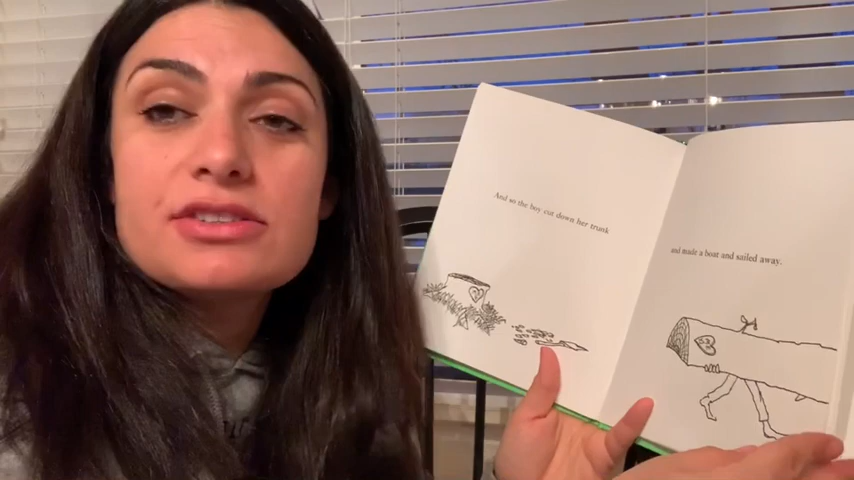 And so the boy cut down her trunk
and made a boat and sailed away.